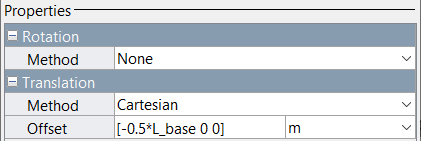 Properties
Rotation
Method None
Translation
Method Cartesian
Offset [-0.5*L_base 0 0] m